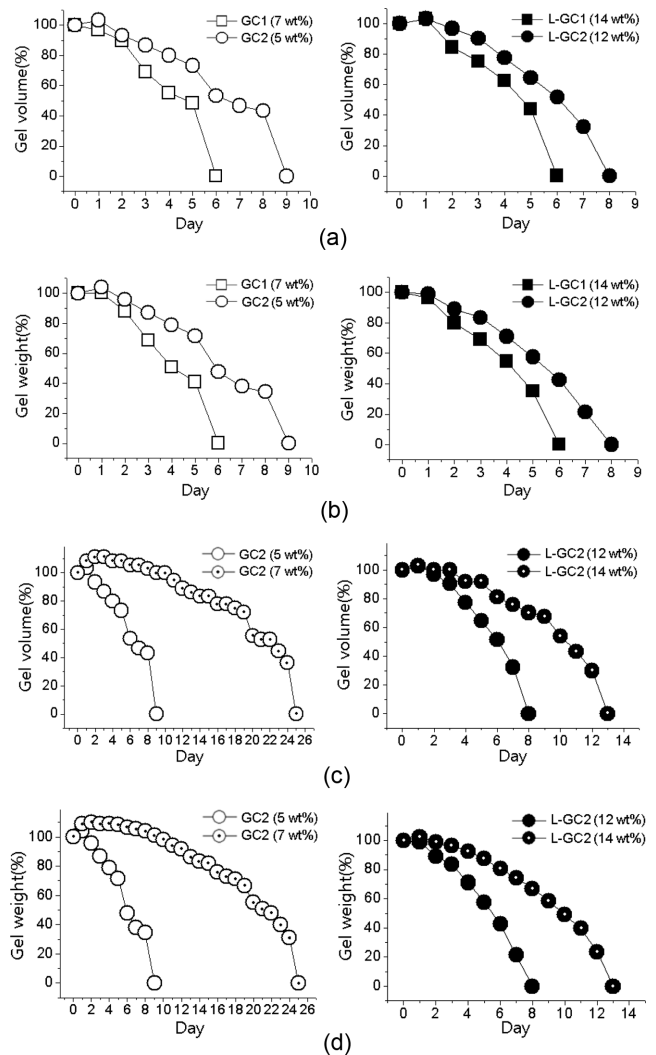 GC1 (7 wt%)
GC2 (5 wt%)
Gel volume(%)
100
80
60
40
20
0
0 1 2 3 4 5 6 7 8 9 10
Day
L-GC1 (14 wt%)
L-GC2 (12 wt%)
Gel volume(%)
100
80
60
40
20
0
0 1 2 3 4 5 6 7 8 9
Day
(a)
GC1 (7 wt%)
GC2 (5 wt%)
Gel weight(%)
100
80
60
40
20
0
0 1 2 3 4 5 6 7 8 9 10
Day
L-GC1 (14 wt%)
L-GC2 (12 wt%)
Gel weight(%)
100
80
60
40
20
0
0 1 2 3 4 5 6 7 8 9
Day
(b)
GC2 (5 wt%)
GC2 (7 wt%)
Gel volume(%)
100
80
60
40
20
0
0 2 4 6 8 10 12 14 16 18 20 22 24 26
Day
L-GC2 (12 wt%)
L-GC2 (14 wt%)
Gel volume(%)
100
80
60
40
20
0
0 2 4 6 8 10 12 14
Day
(c)
GC2 (5 wt%)
GC2 (7 wt%)
Gel weight(%)
100
80
60
40
20
0
0 2 4 6 8 10 12 14 16 18 20 22 24 26
Day
L-GC2 (12 wt%)
L-GC2 (14 wt%)
Gel weight(%)
100
80
60
40
20
0
0 2 4 6 8 10 12 14
Day
(d)